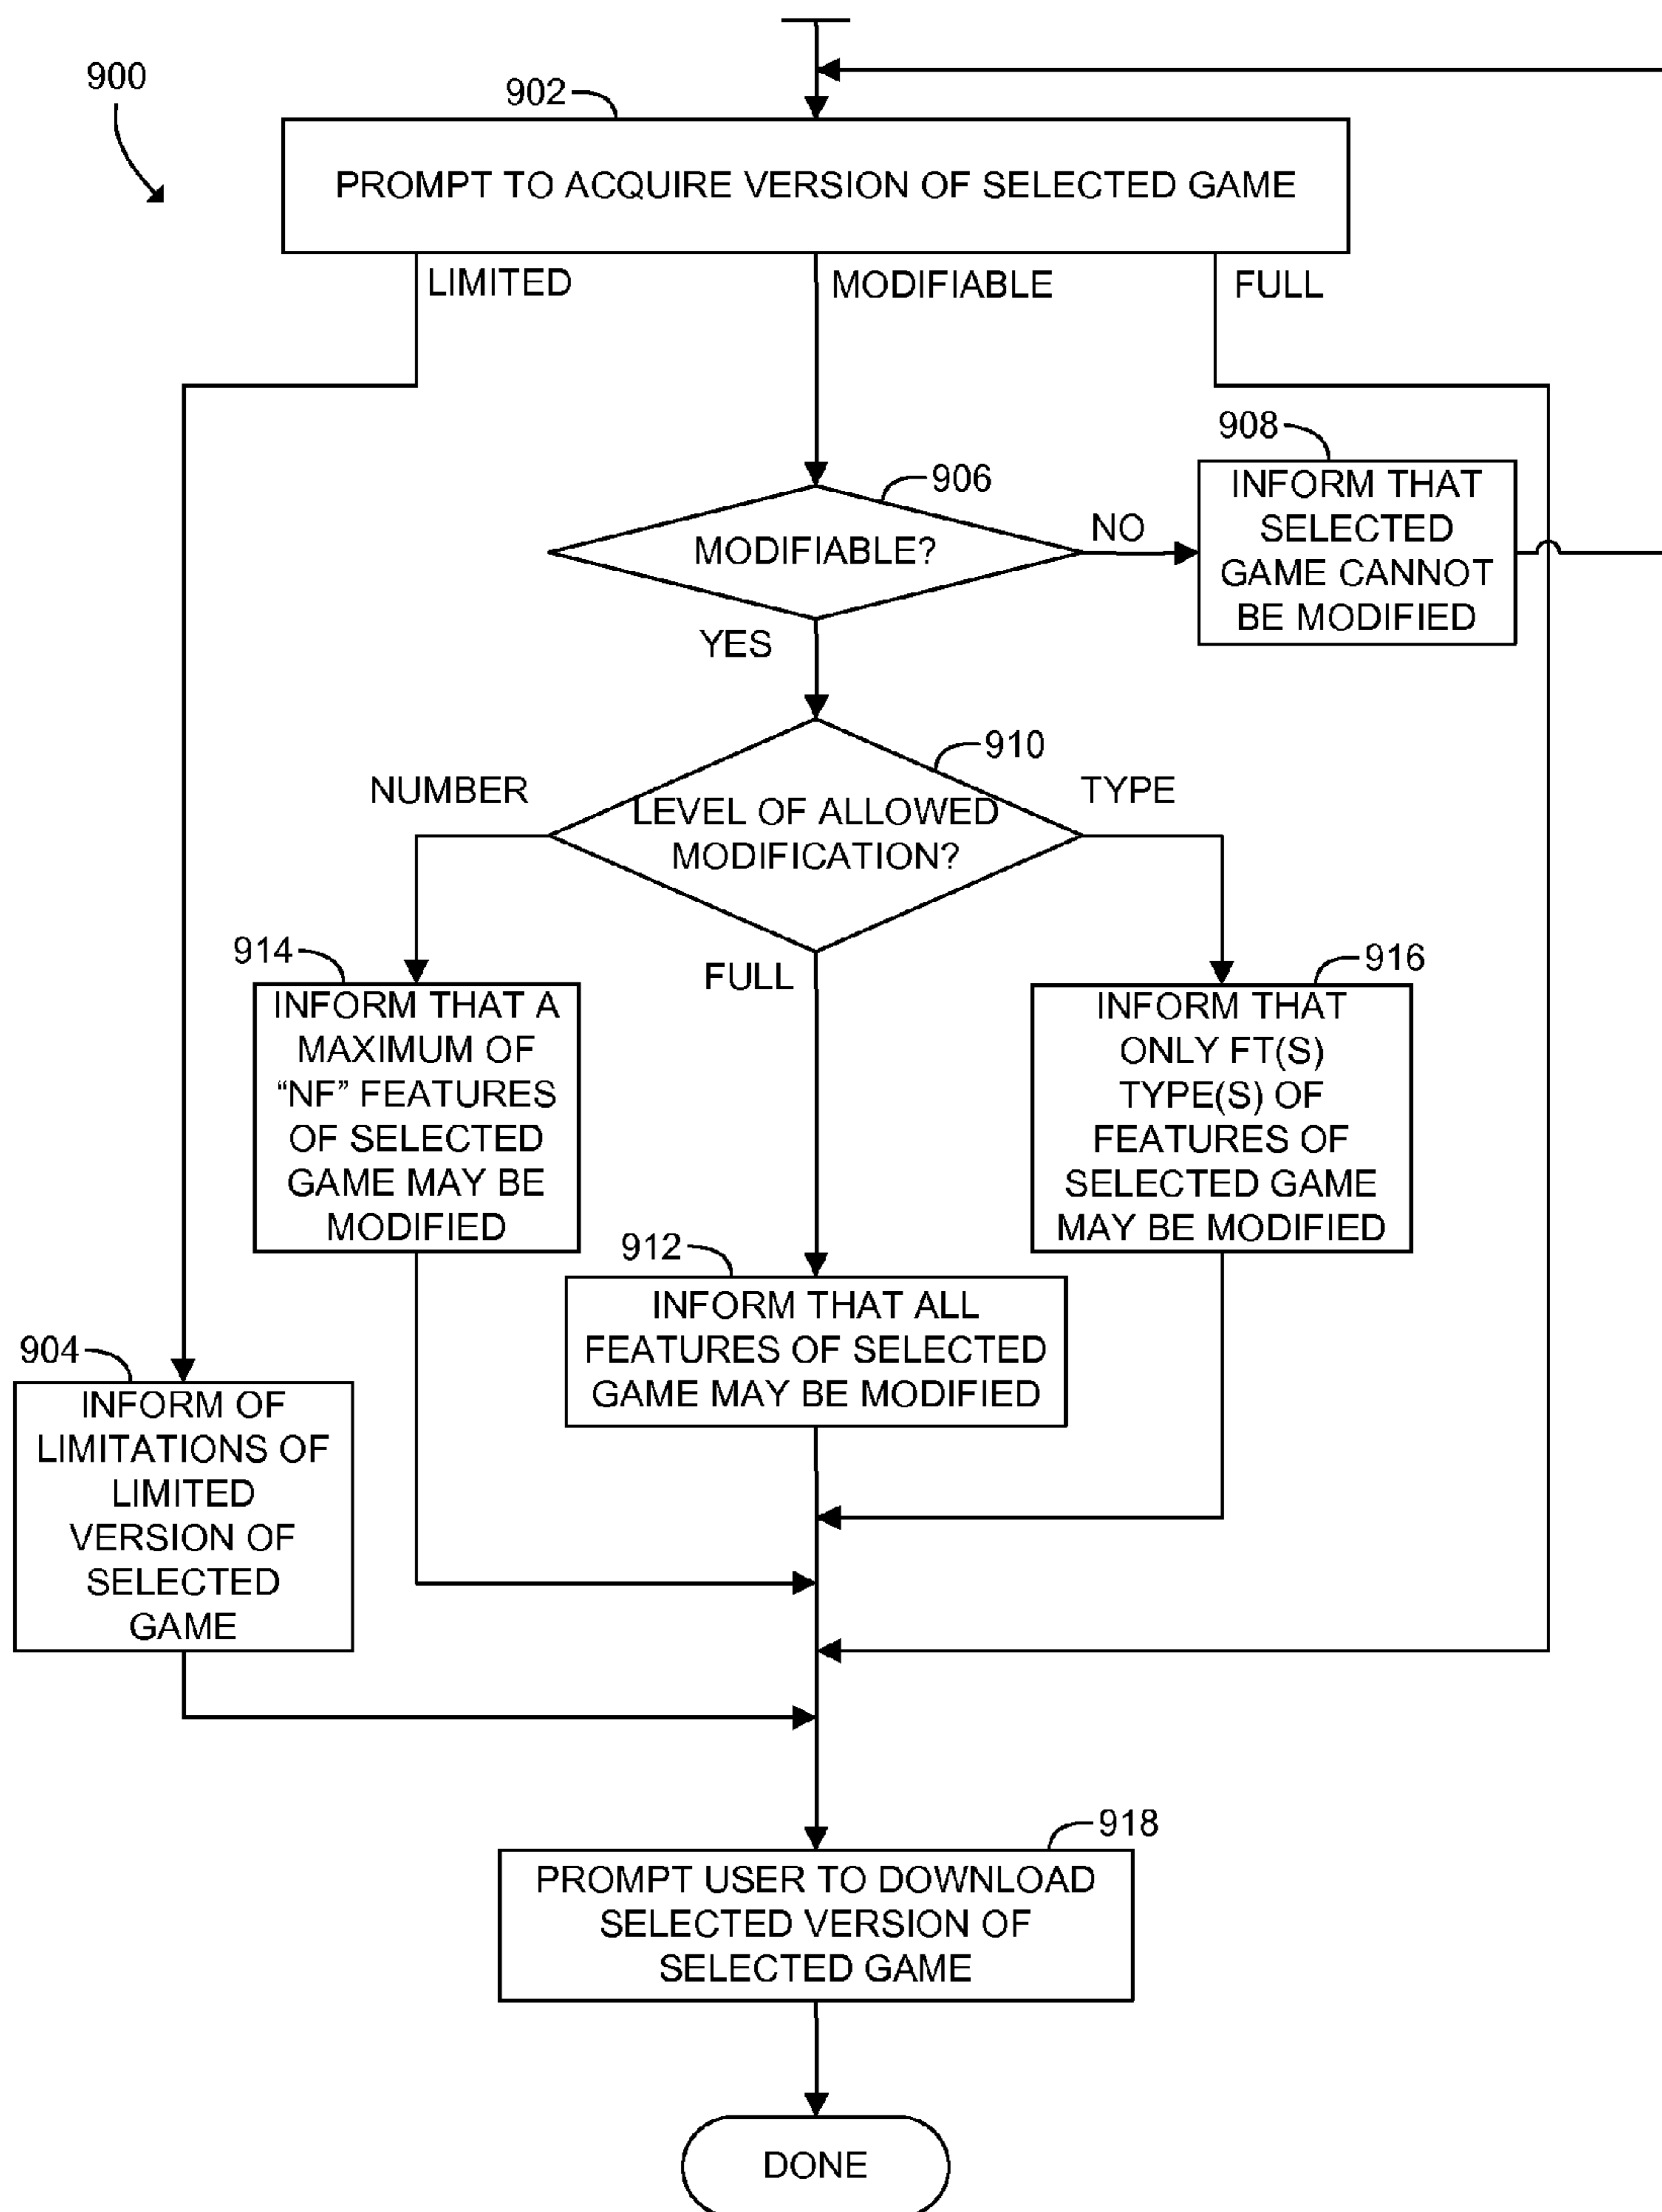 900
902
PROMPT TO ACQUIRE VERSION OF SELECTED GAME
LIMITED
MODIFIABLE
FULL
908
906
INFORM THAT
SELECTED
GAME CANNOT
BE MODIFIED
MODIFIABLE?
NO
YES
910
NUMBER
TYPE
LEVEL OF ALLOWED
MODIFICATION?
914
FULL
916
INFORM THAT A
MAXIMUM OF
“NF” FEATURES
OF SELECTED
GAME MAY BE
MODIFIED
INFORM THAT
ONLY FT(S)
TYPE(S) OF
FEATURES OF
SELECTED GAME
MAY BE MODIFIED
912
INFORM THAT ALL
FEATURES OF SELECTED
GAME MAY BE MODIFIED
904
INFORM OF
LIMITATIONS OF
LIMITED
VERSION OF
SELECTED
GAME
918
PROMPT USER TO DOWNLOAD
SELECTED VERSION OF
SELECTED GAME
DONE